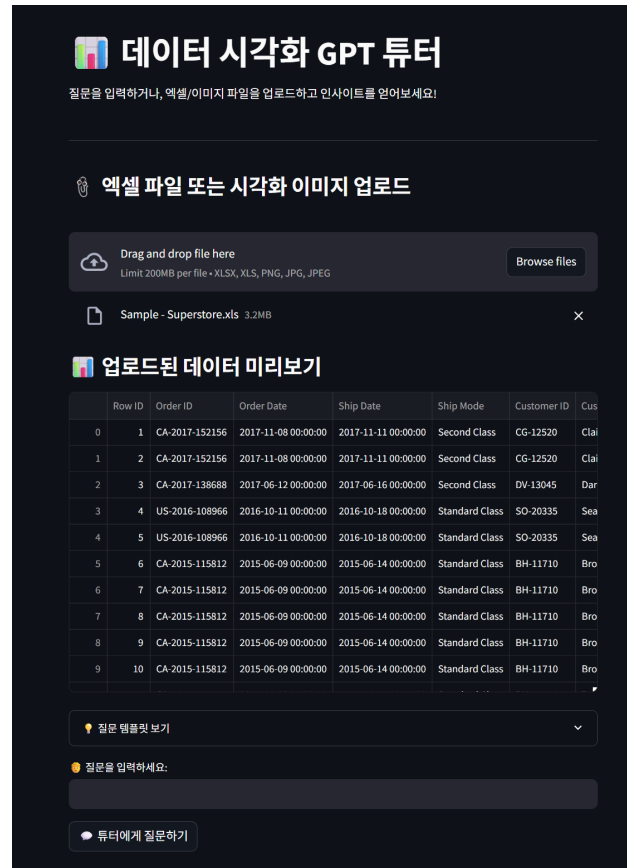 데이터 시각화 GPT 튜터
질문을 입력하거나, 엑셀/이미지 파일을 업로드하고 인사이트를 얻어보세요!
엑셀 파일 또는 시각화 이미지 업로드
Drag and drop file here
Limit 200MB per file • XLSX, XLS, PNG, JPG, JPEG
Browse files
Sample - Superstore.xls 3.2MB
업로드된 데이터 미리보기
Row ID Order ID Order Date Ship Date Ship Mode Customer ID Cus
0 1 CA-2017-152156 2017-11-08 00:00:00 2017-11-11 00:00:00 Second Class CG-12520 Clai
1 2 CA-2017-152156 2017-11-08 00:00:00 2017-11-11 00:00:00 Second Class CG-12520 Clai
2 3 CA-2017-138688 2017-06-12 00:00:00 2017-06-16 00:00:00 Second Class DV-13045 Dar
3 4 US-2016-108966 2016-10-11 00:00:00 2016-10-18 00:00:00 Standard Class SO-20335 Sea
4 5 US-2016-108966 2016-10-11 00:00:00 2016-10-18 00:00:00 Standard Class SO-20335 Sea
5 6 CA-2015-115812 2015-06-09 00:00:00 2015-06-14 00:00:00 Standard Class BH-11710 Bro
6 7 CA-2015-115812 2015-06-09 00:00:00 2015-06-14 00:00:00 Standard Class BH-11710 Bro
7 8 CA-2015-115812 2015-06-09 00:00:00 2015-06-14 00:00:00 Standard Class BH-11710 Bro
8 9 CA-2015-115812 2015-06-09 00:00:00 2015-06-14 00:00:00 Standard Class BH-11710 Bro
9 10 CA-2015-115812 2015-06-09 00:00:00 2015-06-14 00:00:00 Standard Class BH-11710 Bro
질문 템플릿 보기
질문을 입력하세요:
튜터에게 질문하기